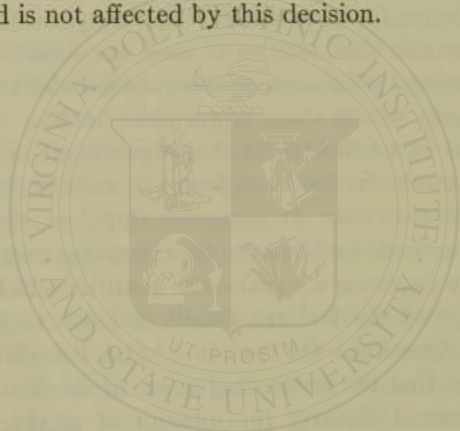 d is not affected by this decision.
VIRGINIA POLYTECHNIC INSTITUTE
AND STATE UNIVERSITY
UT PROSIM